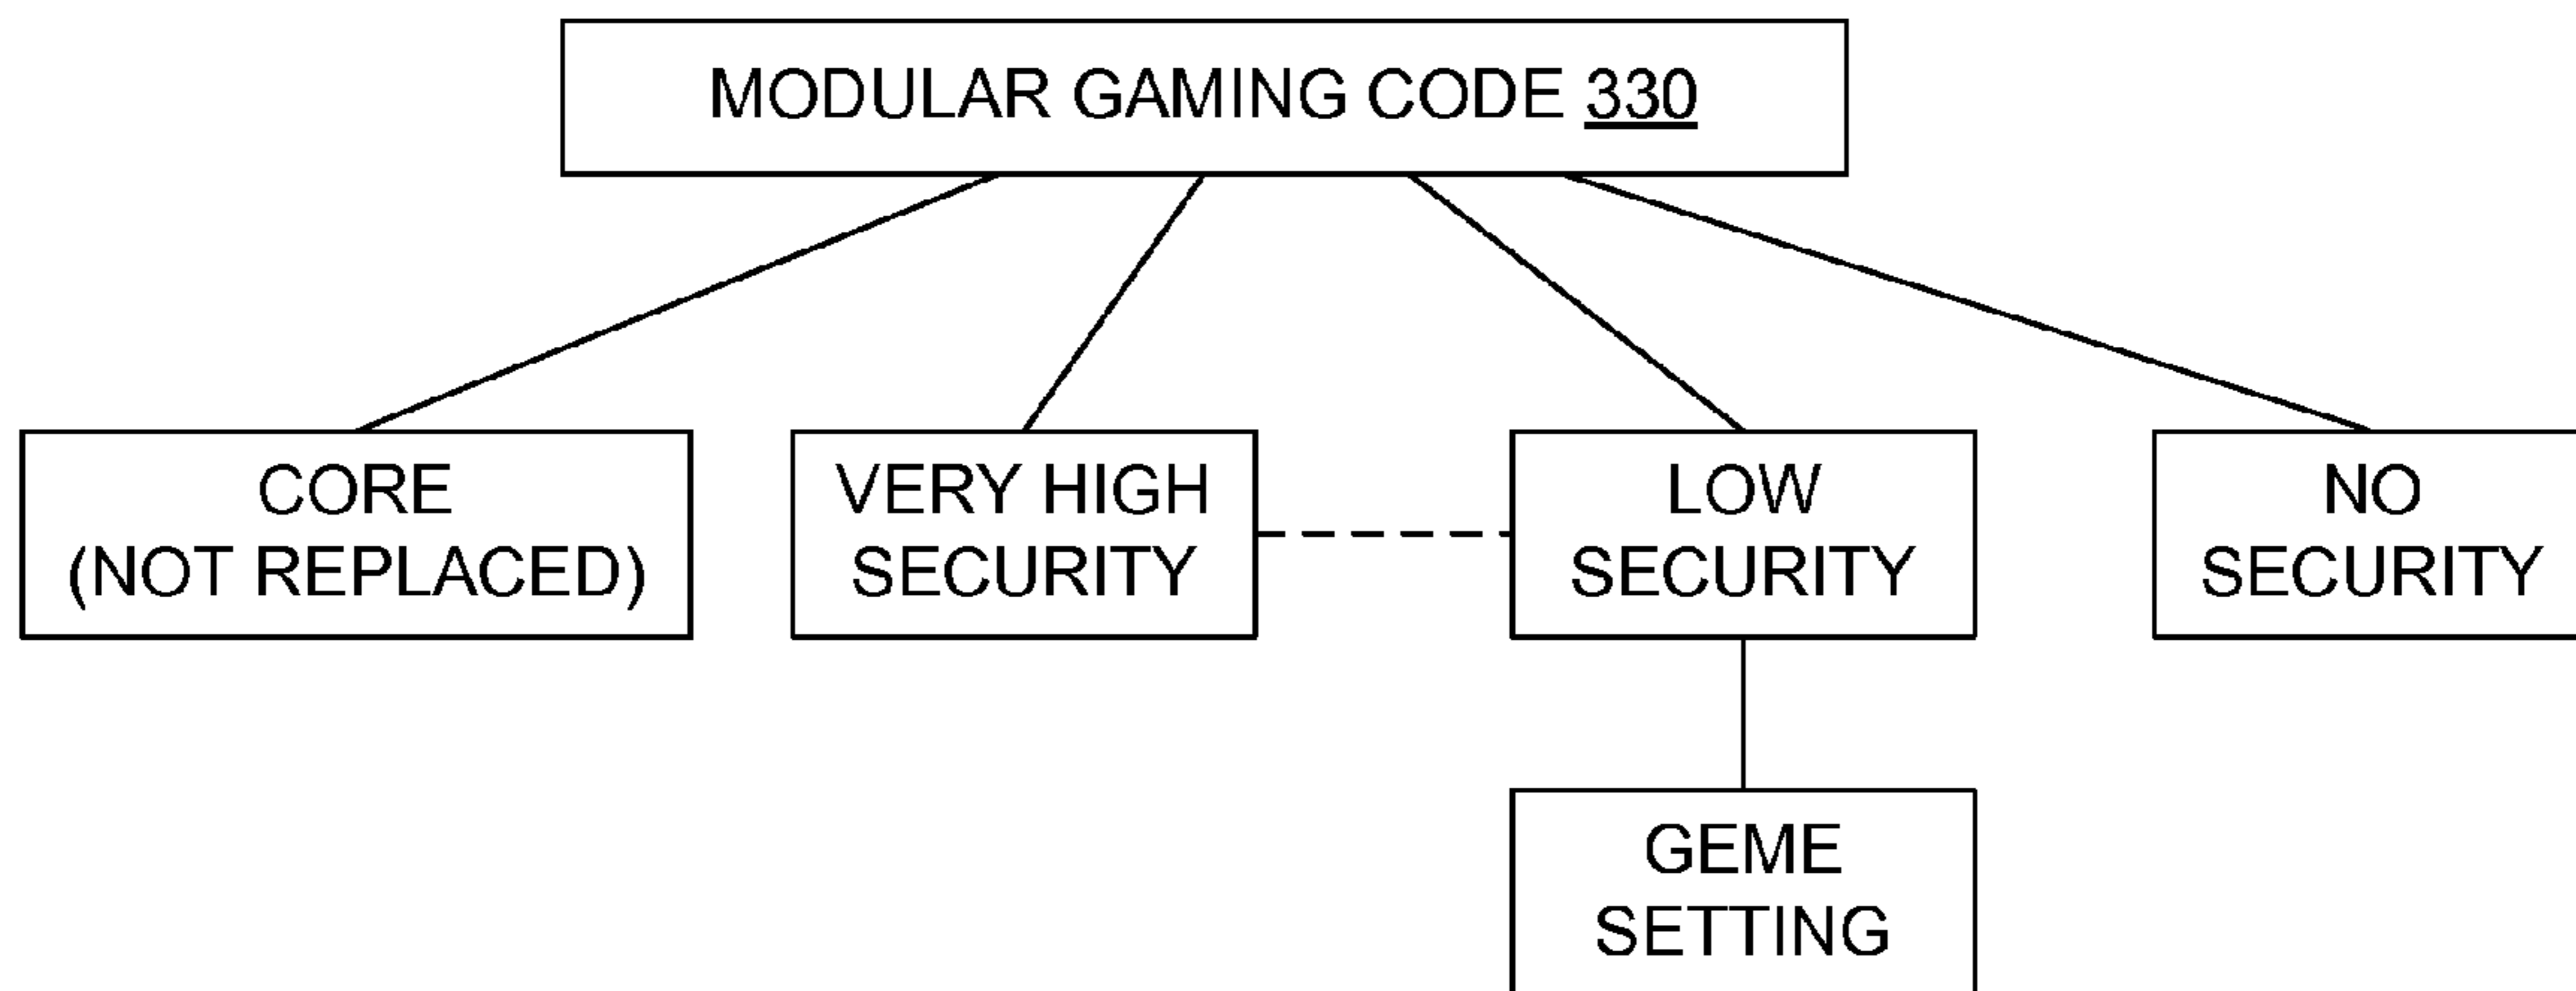 MODULAR GAMING CODE 330
CORE
(NOT REPLACED)
VERY HIGH
SECURITY
LOW
SECURITY
NO
SECURITY
GEME
SETTING